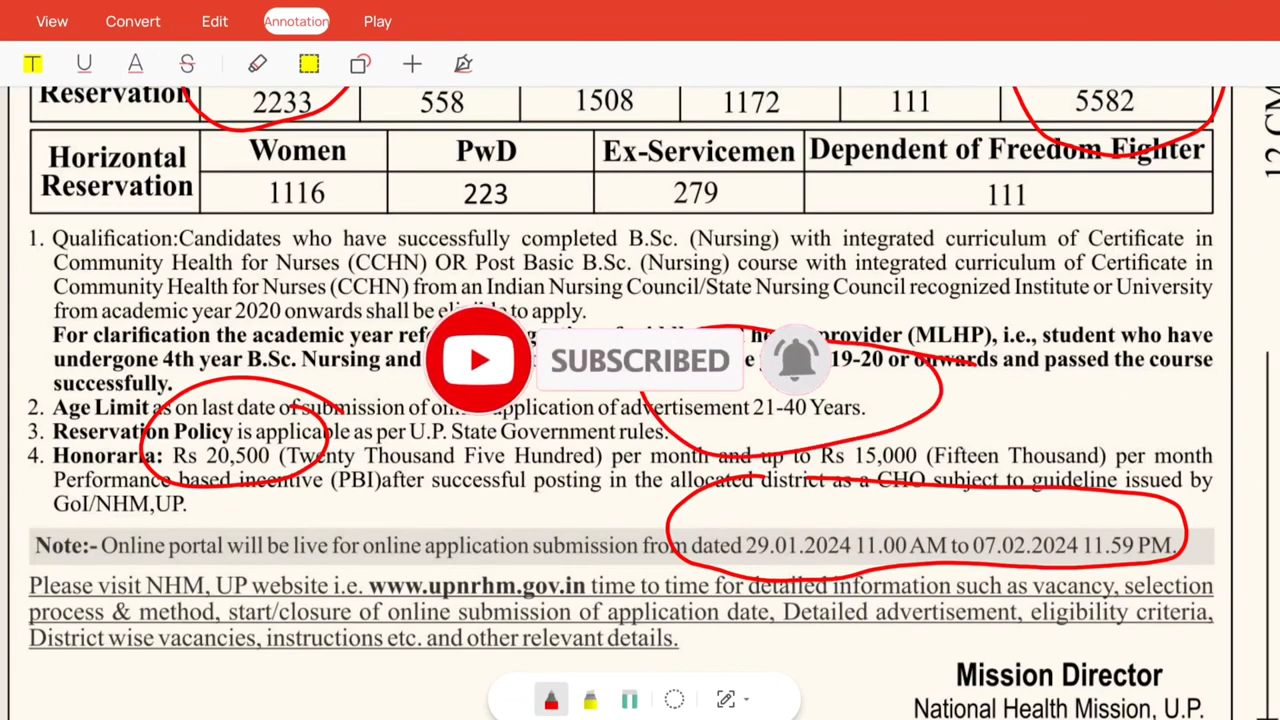 View Convert Edit Annotation Play
Reservation 2233 558 1508 1172 111 5582
Horizontal Reservation Women PwD Ex-Servicemen Dependent of Freedom Fighter
1116 223 279 111
1. Qualification:Candidates who have successfully completed B.Sc. (Nursing) with integrated curriculum of Certificate in
Community Health for Nurses (CCHN) OR Post Basic B.Sc. (Nursing) course with integrated curriculum of Certificate in
Community Health for Nurses (CCHN) from an Indian Nursing Council/State Nursing Council recognized Institute or University
from academic year 2020 onwards shall be eligible to apply.
For clarification the academic year provider (MLHP), i.e., student who have
undergone 4th year B.Sc. Nursing and 19-20 or onwards and passed the course
successfully.
SUBSCRIBED
2. Age Limit as on last date of submission of application of advertisement 21-40 Years.
3. Reservation Policy is applicable as per U.P. State Government rules.
4. Honoraria: Rs 20,500 (Twenty Thousand Five Hundred) per month and up to Rs 15,000 (Fifteen Thousand) per month
Performance based incentive (PBI)after successful posting in the allocated district as a CHO subject to guideline issued by
GoI/NHM,UP.
Note:- Online portal will be live for online application submission from dated 29.01.2024 11.00 AM to 07.02.2024 11.59 PM.
Please visit NHM, UP website i.e. www.upnrhm.gov.in time to time for detailed information such as vacancy, selection
process & method, start/closure of online submission of application date, Detailed advertisement, eligibility criteria,
District wise vacancies, instructions etc. and other relevant details.
Mission Director
National Health Mission, U.P.
12 CM